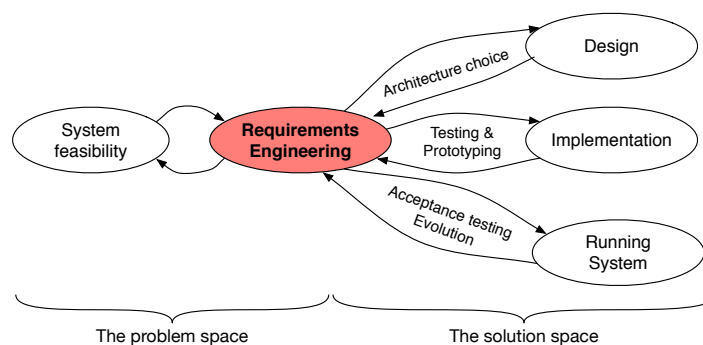 Design
Architecture choice
System
feasibility
Requirements
Engineering
Testing &
Prototyping
Implementation
Acceptance testing
Evolution
Running
System
The problem space
The solution space